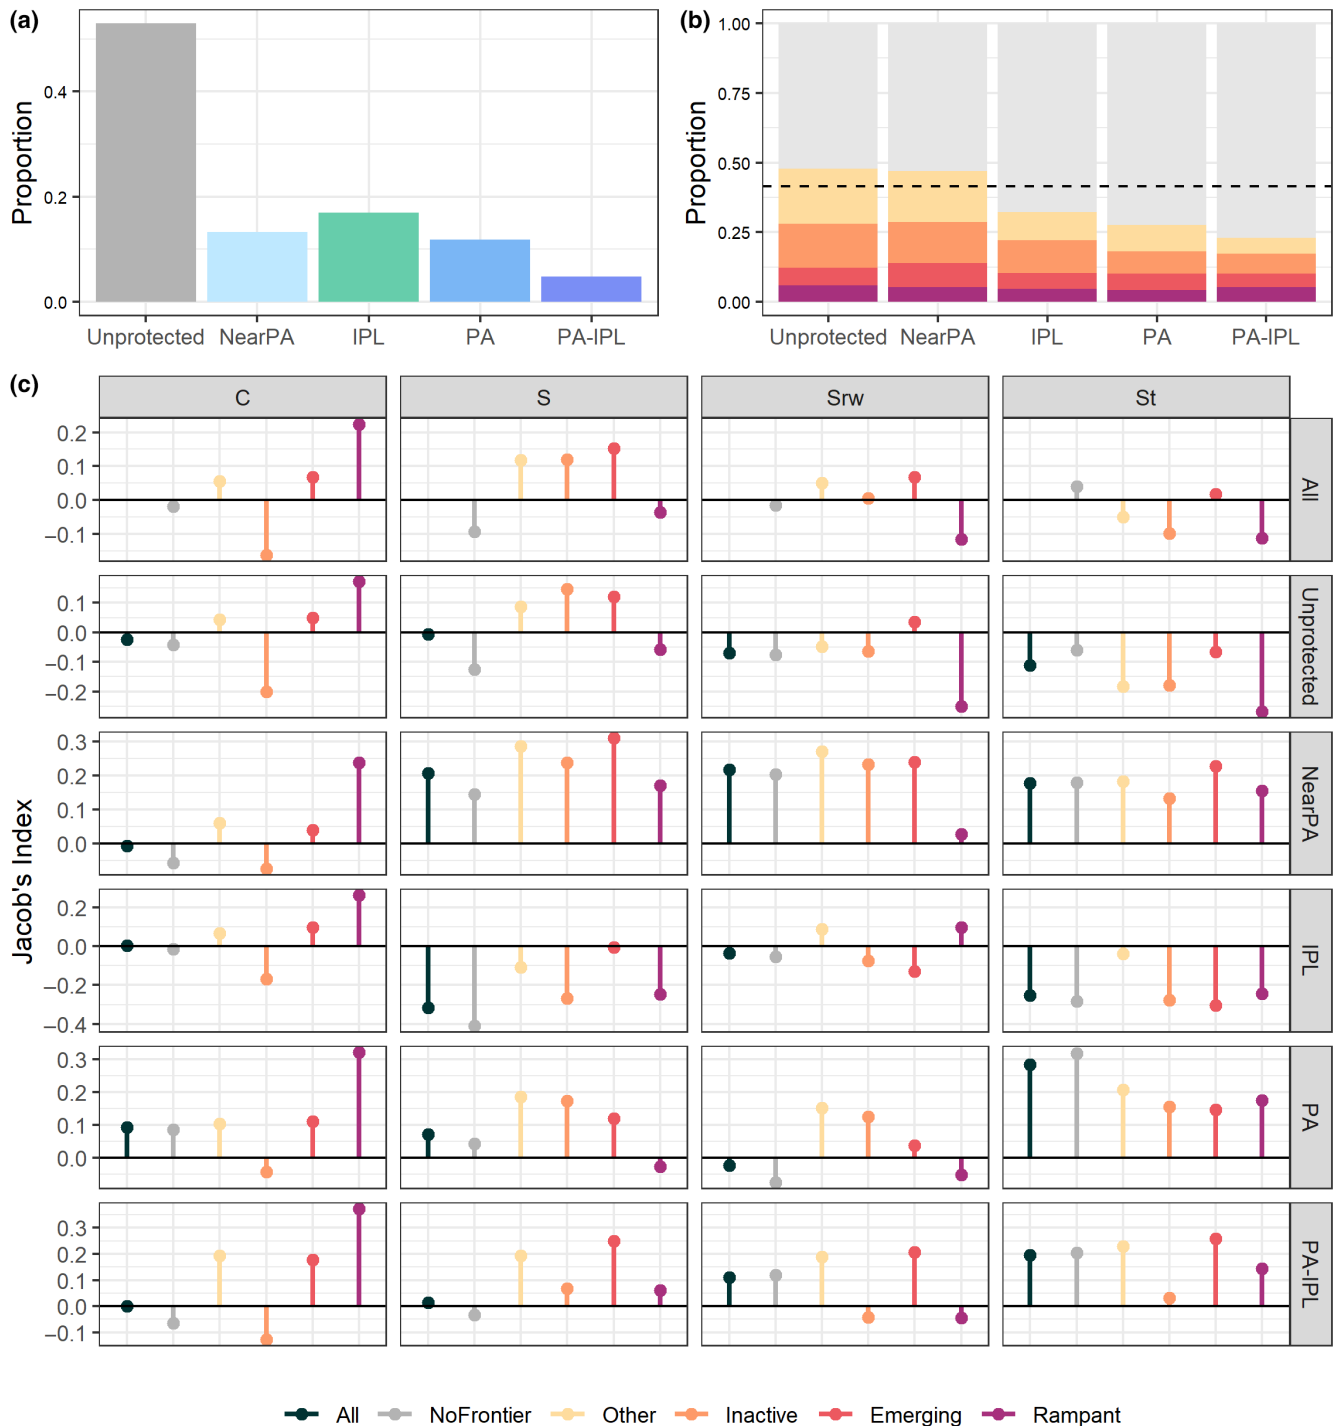 (a)
Proportion
0.4
0.2
0.0
Unprotected NearPA IPL PA PA-IPL
(b)
Proportion
1.00
0.75
0.50
0.25
0.00
Unprotected NearPA IPL PA PA-IPL
(c)
C S Srw St
Jacob's Index
0.2
0.1
0.0
−0.1
All
0.1
0.0
−0.1
−0.2
Unprotected
0.3
0.2
0.1
0.0
NearPA
0.2
0.0
−0.2
−0.4
IPL
0.3
0.2
0.1
0.0
PA
0.3
0.2
0.1
0.0
−0.1
PA-IPL
All NoFrontier Other Inactive Emerging Rampant